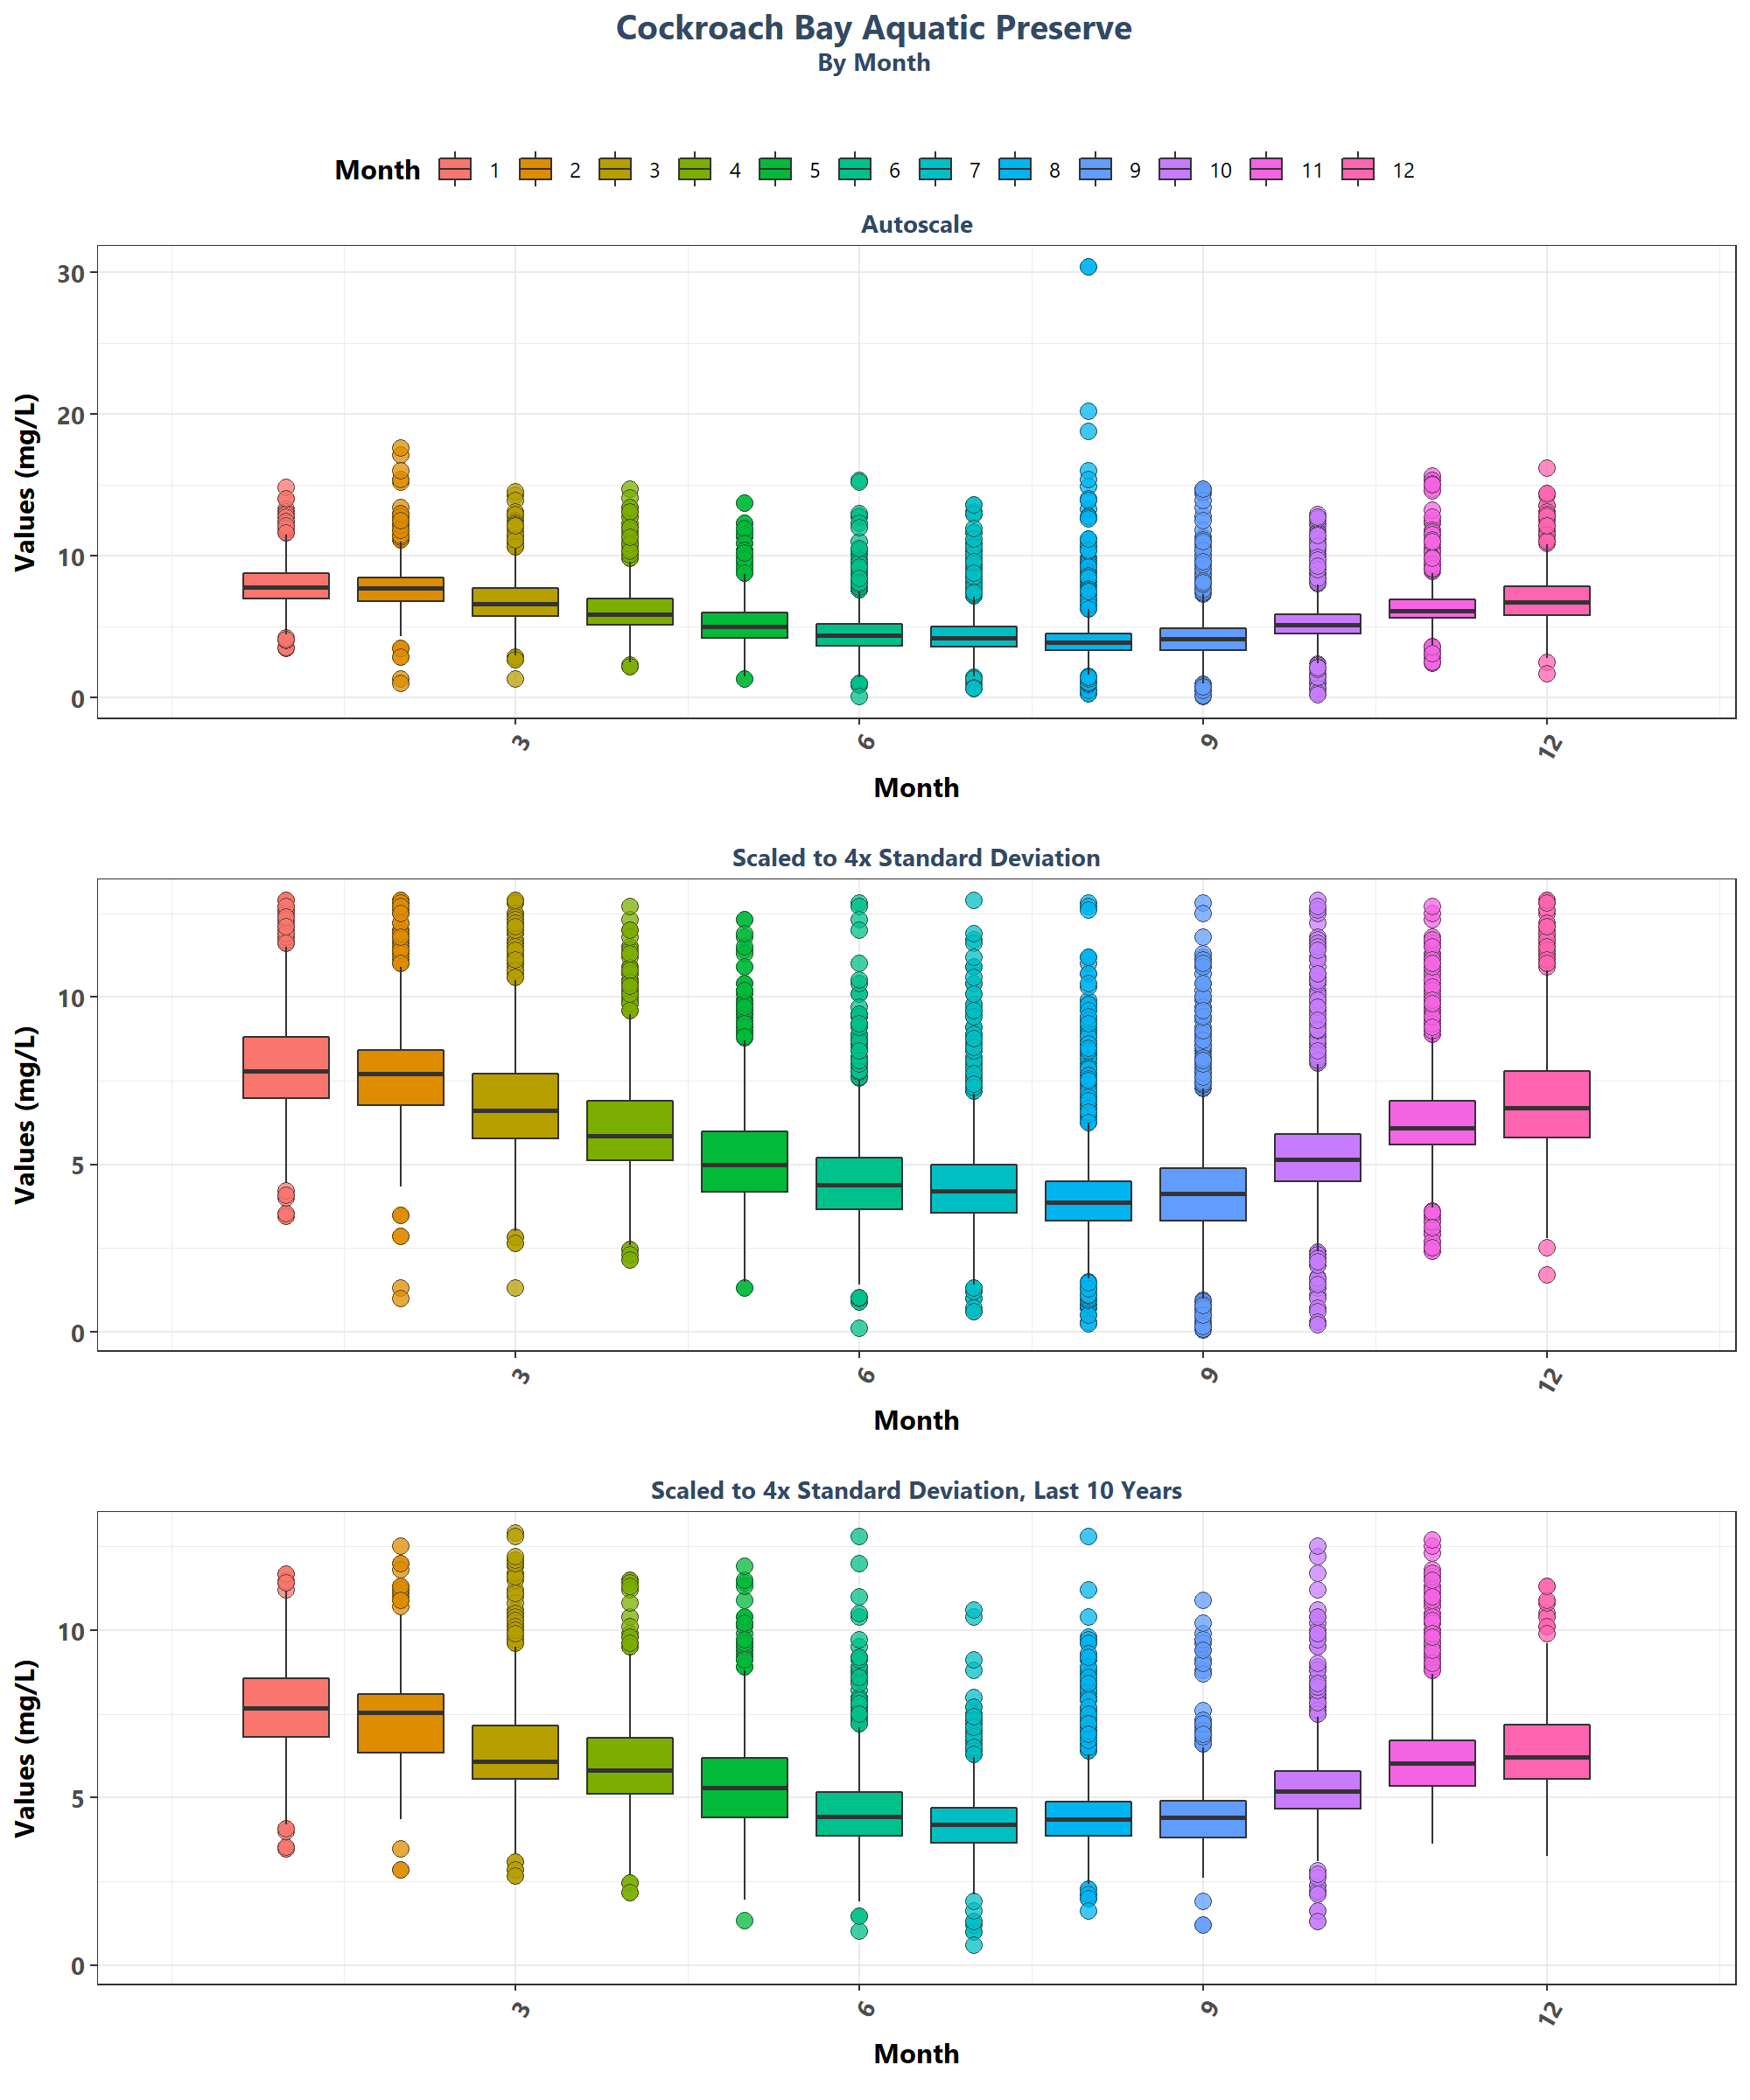 Cockroach Bay Aquatic Preserve
By Month
Month 1 2 3 4 5 6 7 8 9 10 11 12
Autoscale
Values (mg/L)
30
20
10
0
3 6 9 12
Month
Scaled to 4x Standard Deviation
Values (mg/L)
10
5
0
3 6 9 12
Month
Scaled to 4x Standard Deviation, Last 10 Years
Values (mg/L)
10
5
0
3 6 9 12
Month